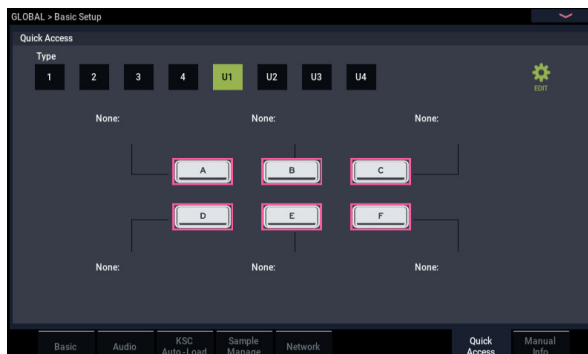 GLOBAL > Basic Setup
Quick Access
Type
1 2 3 4 U1 U2 U3 U4
EDIT
None: None: None:
A B C
D E F
None: None: None:
Basic Audio KSC Auto-Load Sample Manage Network Quick Access Manual Info